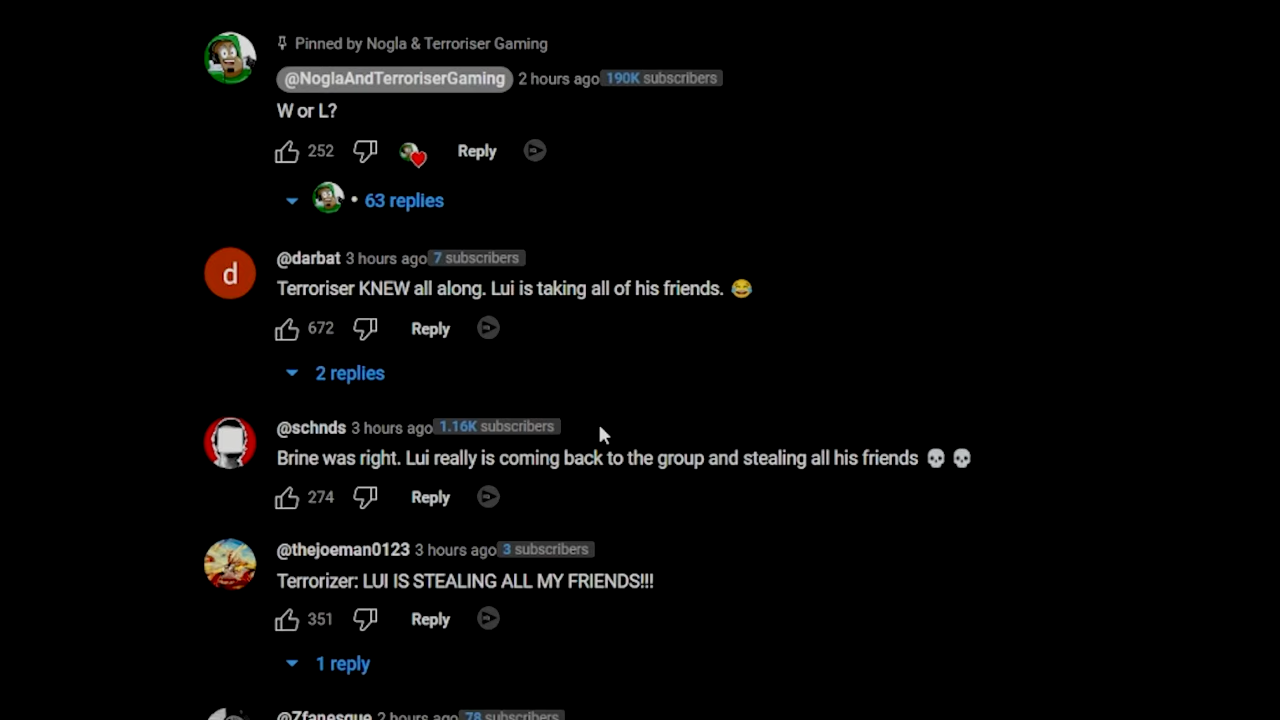 Pinned by Nogla & Terroriser Gaming
@NoglaAndTerroriserGaming 2 hours ago 190K subscribers
W or L?
252 Reply
63 replies
d
@darbat 3 hours ago 7 subscribers
Terroriser KNEW all along. Lui is taking all of his friends. 😂
672 Reply
2 replies
@schnds 3 hours ago 1.16K subscribers
Brine was right. Lui really is coming back to the group and stealing all his friends 💀 💀
274 Reply
@thejoeman0123 3 hours ago 3 subscribers
Terrorizer: LUI IS STEALING ALL MY FRIENDS!!!
351 Reply
1 reply
@Zfanesque 2 hours ago 78 subscribers